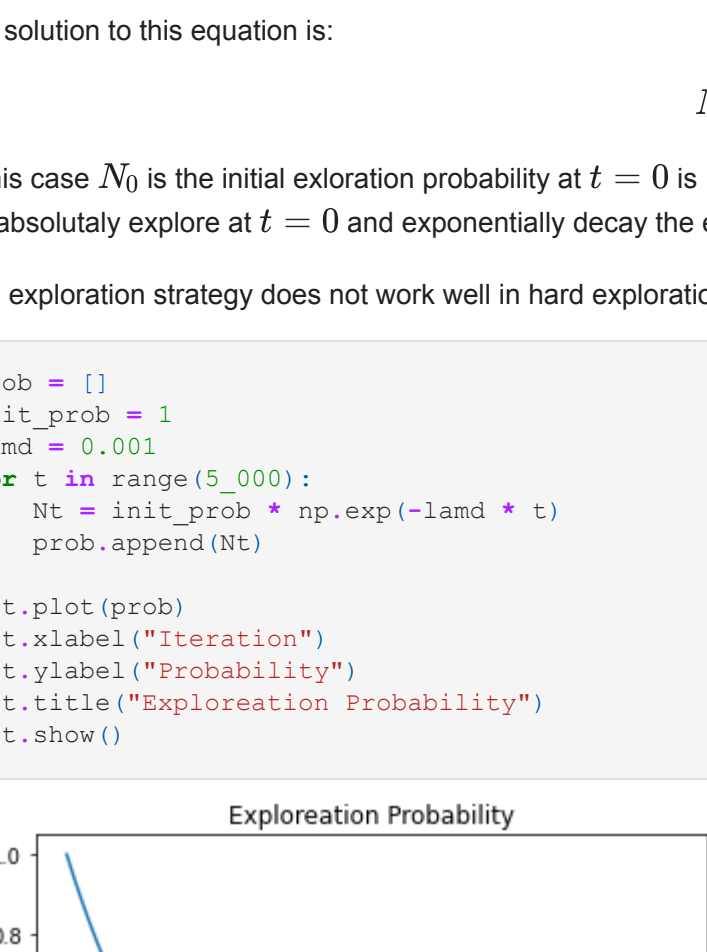 solution to this equation is:
is case N₀ is the initial exloration probability at t = 0 is
absolutaly explore at t = 0 and exponentially decay the e
exploration strategy does not work well in hard exploratio
ob = []
it_prob = 1
md = 0.001
r t in range(5_000):
Nt = init_prob * np.exp(-lamd * t)
prob.append(Nt)
t.plot(prob)
t.xlabel("Iteration")
t.ylabel("Probability")
t.title("Exploreation Probability")
t.show()
Exploreation Probability
.0
0.8